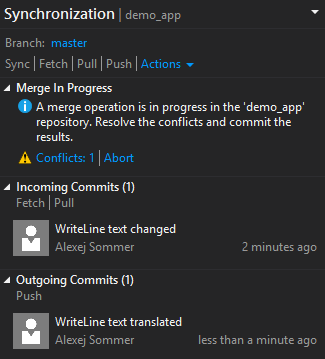 Synchronization | demo_app
Branch: master
Sync | Fetch | Pull | Push | Actions
Merge In Progress
A merge operation is in progress in the 'demo_app'
repository. Resolve the conflicts and commit the
results.
Conflicts: 1 | Abort
Incoming Commits (1)
Fetch | Pull
WriteLine text changed
Alexej Sommer 2 minutes ago
Outgoing Commits (1)
Push
WriteLine text translated
Alexej Sommer less than a minute ago